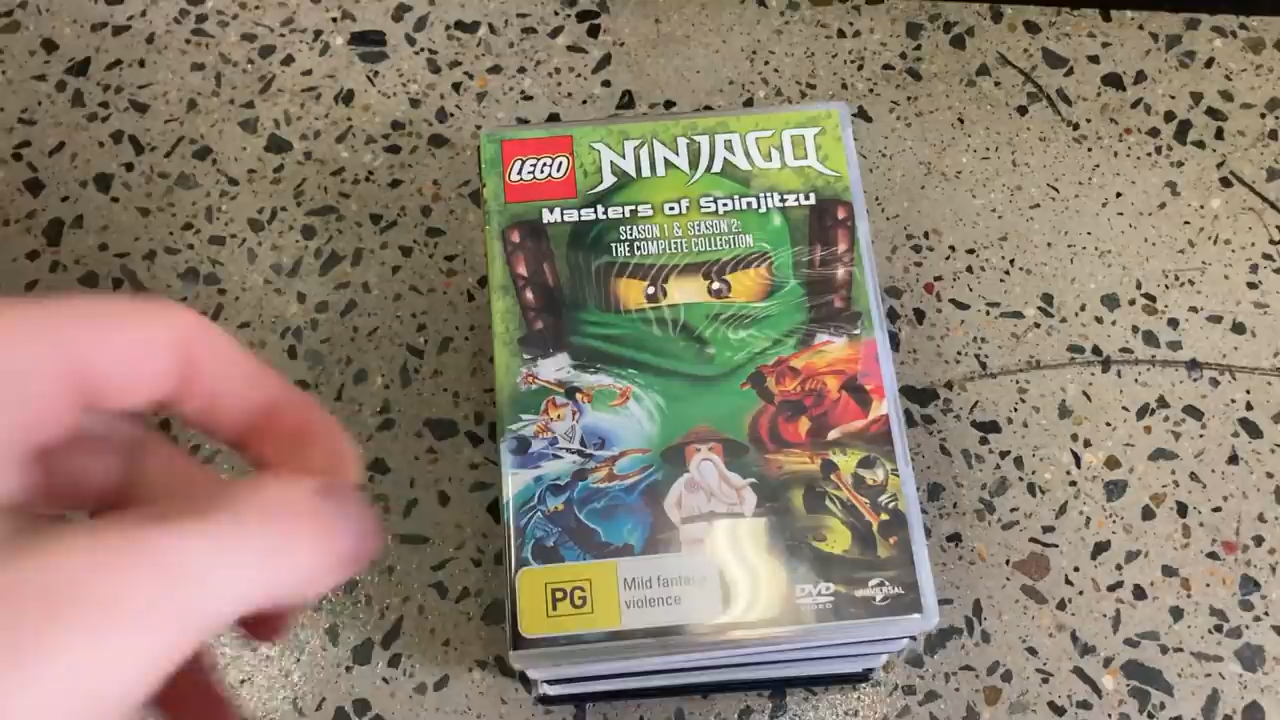 LEGO NINJAGO
Masters of Spinjitzu
SEASON 1 & SEASON 2:
THE COMPLETE COLLECTION
PG
Mild fantasy
violence
DVD
VIDEO
UNIVERSAL